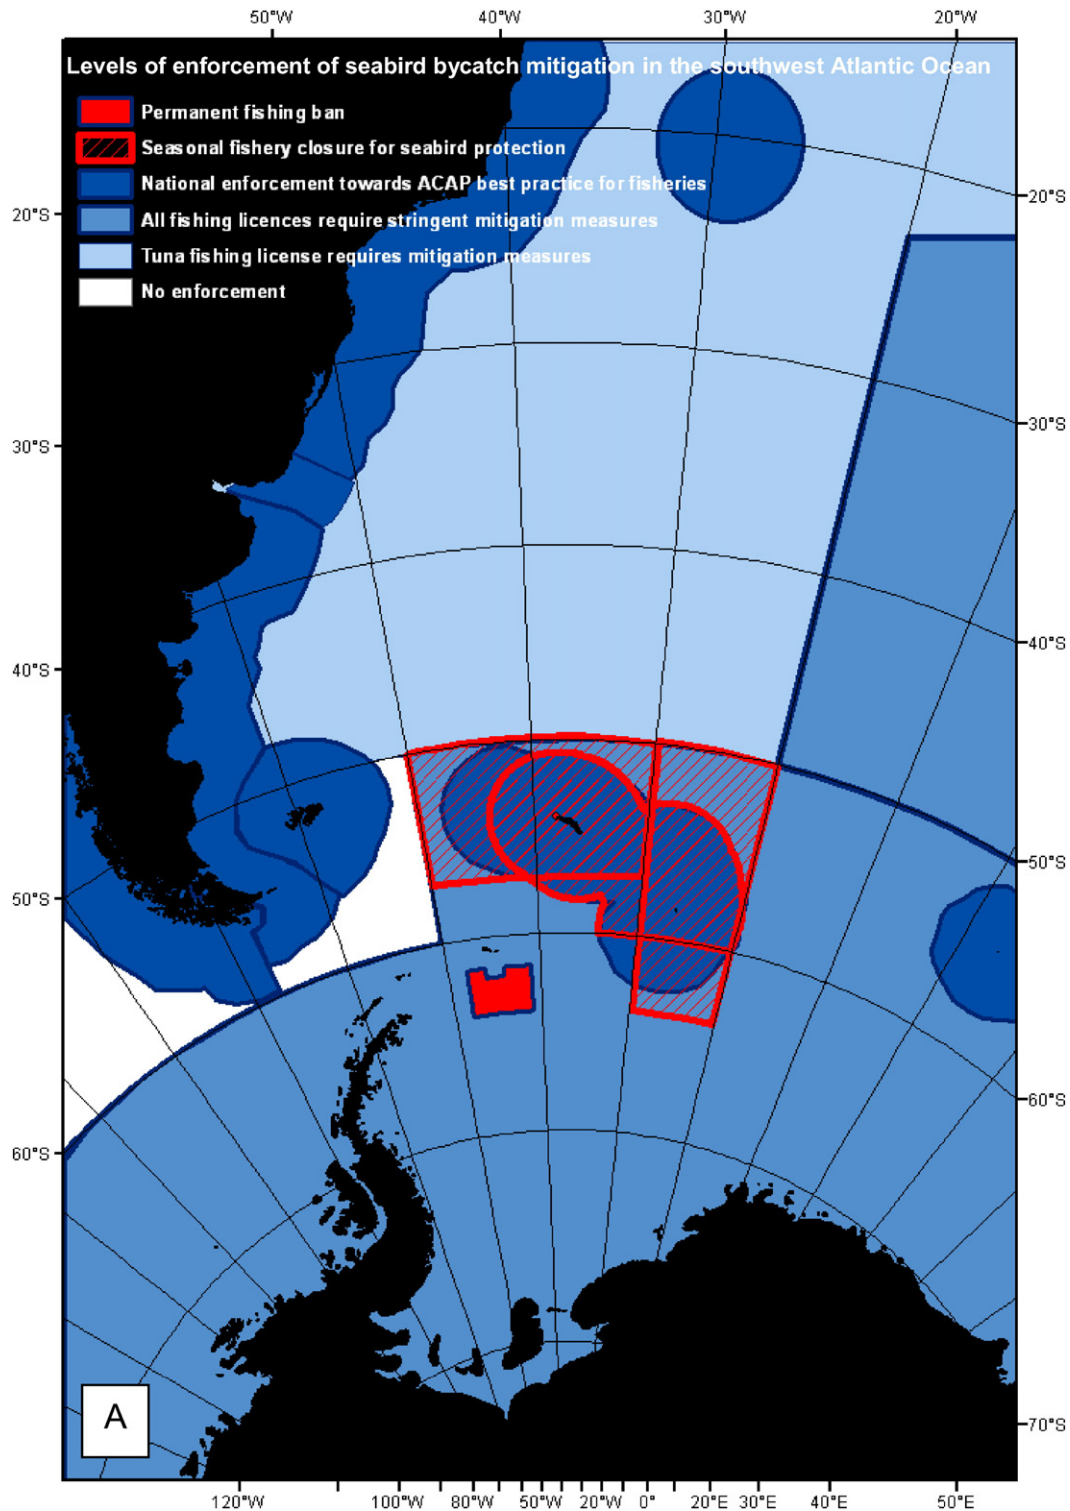 50°W 40°W 30°W 20°W
Levels of enforcement of seabird bycatch mitigation in the southwest Atlantic Ocean
Permanent fishing ban
Seasonal fishery closure for seabird protection
National enforcement towards ACAP best practice for fisheries
All fishing licences require stringent mitigation measures
Tuna fishing license requires mitigation measures
No enforcement
20°S
20°S
30°S
30°S
40°S
40°S
50°S
50°S
60°S
60°S
70°S
A
120°W 100°W 80°W 50°W 20°W 0° 20°E 30°E 40°E 50°E